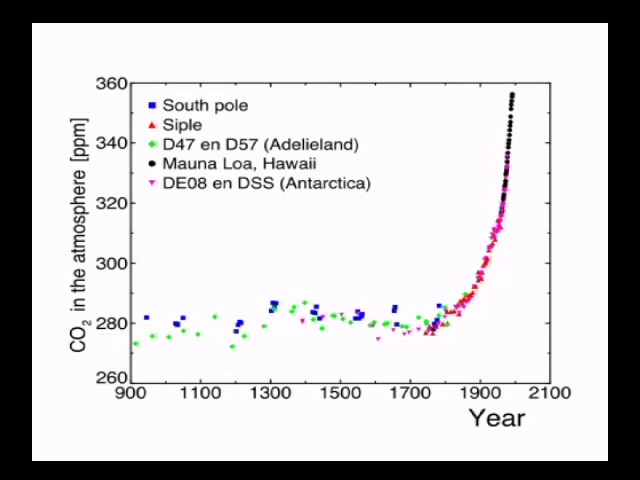 360
340
320
300
280
260
CO2 in the atmosphere [ppm]
South pole
Siple
D47 en D57 (Adelieland)
Mauna Loa, Hawaii
DE08 en DSS (Antarctica)
900 1100 1300 1500 1700 1900 2100
Year